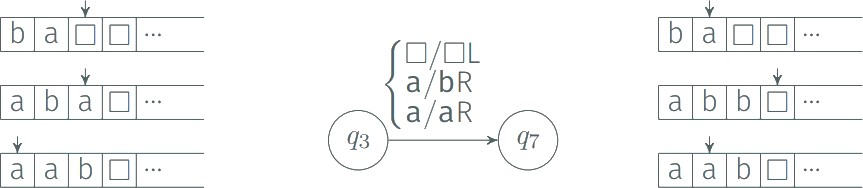 b a □ □ ...
a b a □ ...
a a b □ ...
□/□L
a/bR
a/aR
q3 q7
b a □ □ ...
a b b □ ...
a a b □ ...